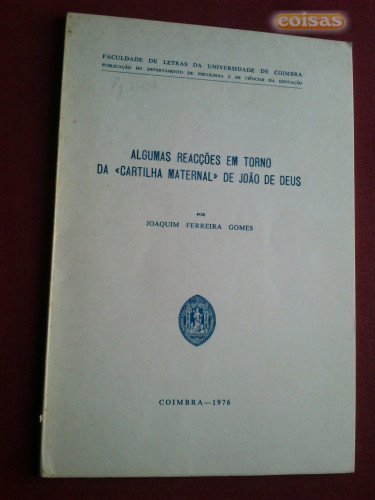 coisas
FACULDADE DE LETRAS DA UNIVERSIDADE DE COIMBRA
PUBLICAÇÃO DO DEPARTAMENTO DE PSICOLOGIA E DE CIÊNCIAS DA EDUCAÇÃO
ALGUMAS REACÇÕES EM TORNO
DA «CARTILHA MATERNAL» DE JOÃO DE DEUS
POR
JOAQUIM FERREIRA GOMES
COIMBRA—1976